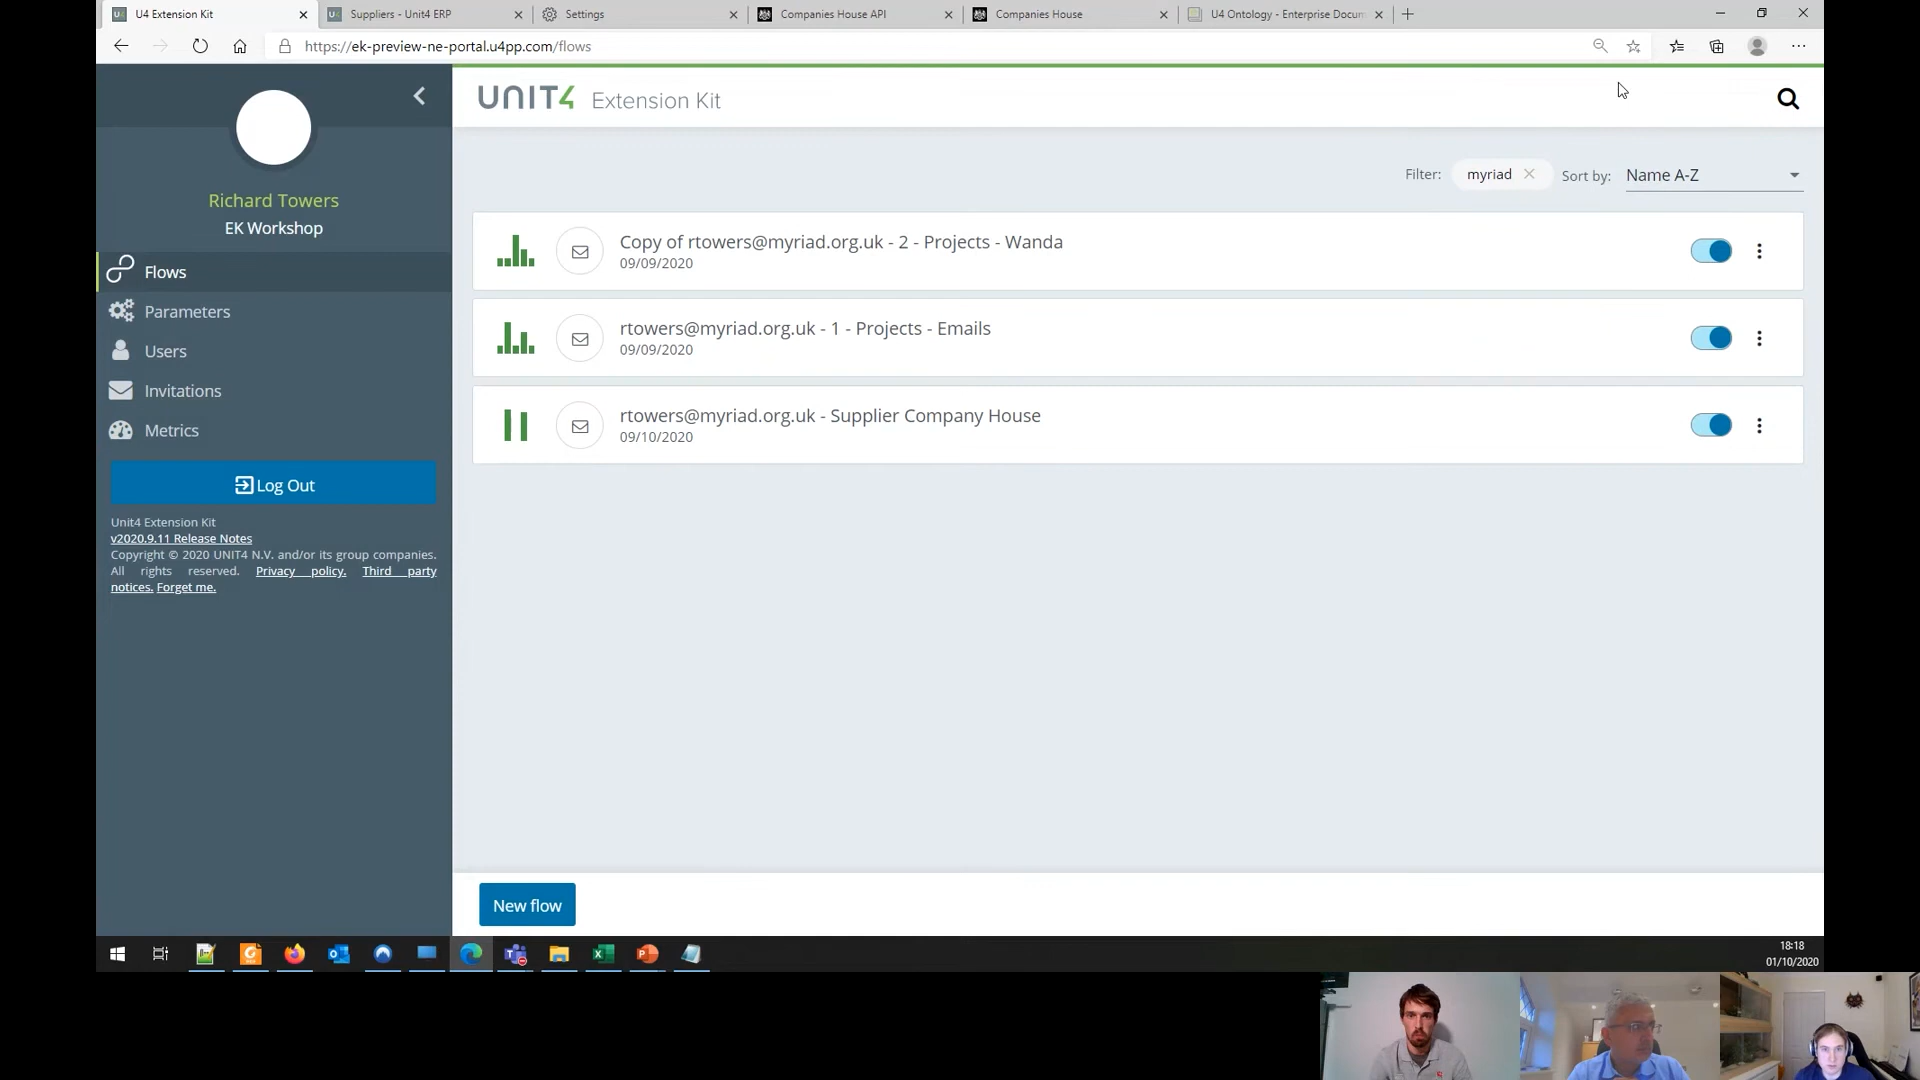 U4 Extension Kit
Suppliers - Unit4 ERP
Settings
Companies House API
Companies House
U4 Ontology - Enterprise Docum
https://ek-preview-ne-portal.u4pp.com/flows
UNIT4 Extension Kit
Richard Towers
EK Workshop
Flows
Parameters
Users
Invitations
Metrics
Log Out
Unit4 Extension Kit
v2020.9.11 Release Notes
Copyright © 2020 UNIT4 N.V. and/or its group companies.
All rights reserved. Privacy policy. Third party
notices. Forget me.
Filter: myriad Sort by: Name A-Z
Copy of rtowers@myriad.org.uk - 2 - Projects - Wanda
09/09/2020
rtowers@myriad.org.uk - 1 - Projects - Emails
09/09/2020
rtowers@myriad.org.uk - Supplier Company House
09/10/2020
New flow
18:18
01/10/2020